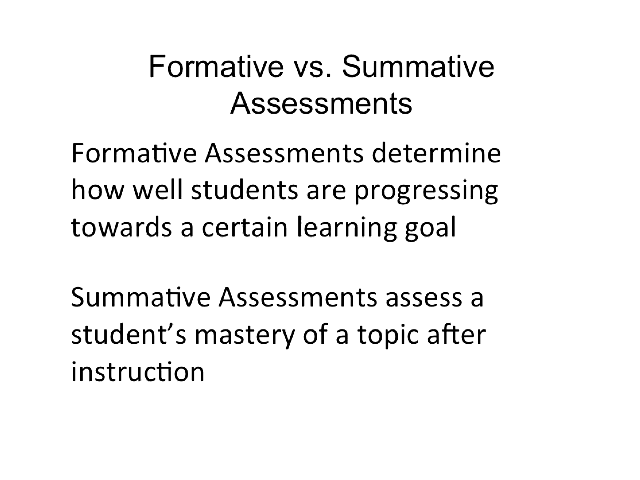 Formative vs. Summative
Assessments
Formative Assessments determine
how well students are progressing
towards a certain learning goal
Summative Assessments assess a
student’s mastery of a topic after
instruction